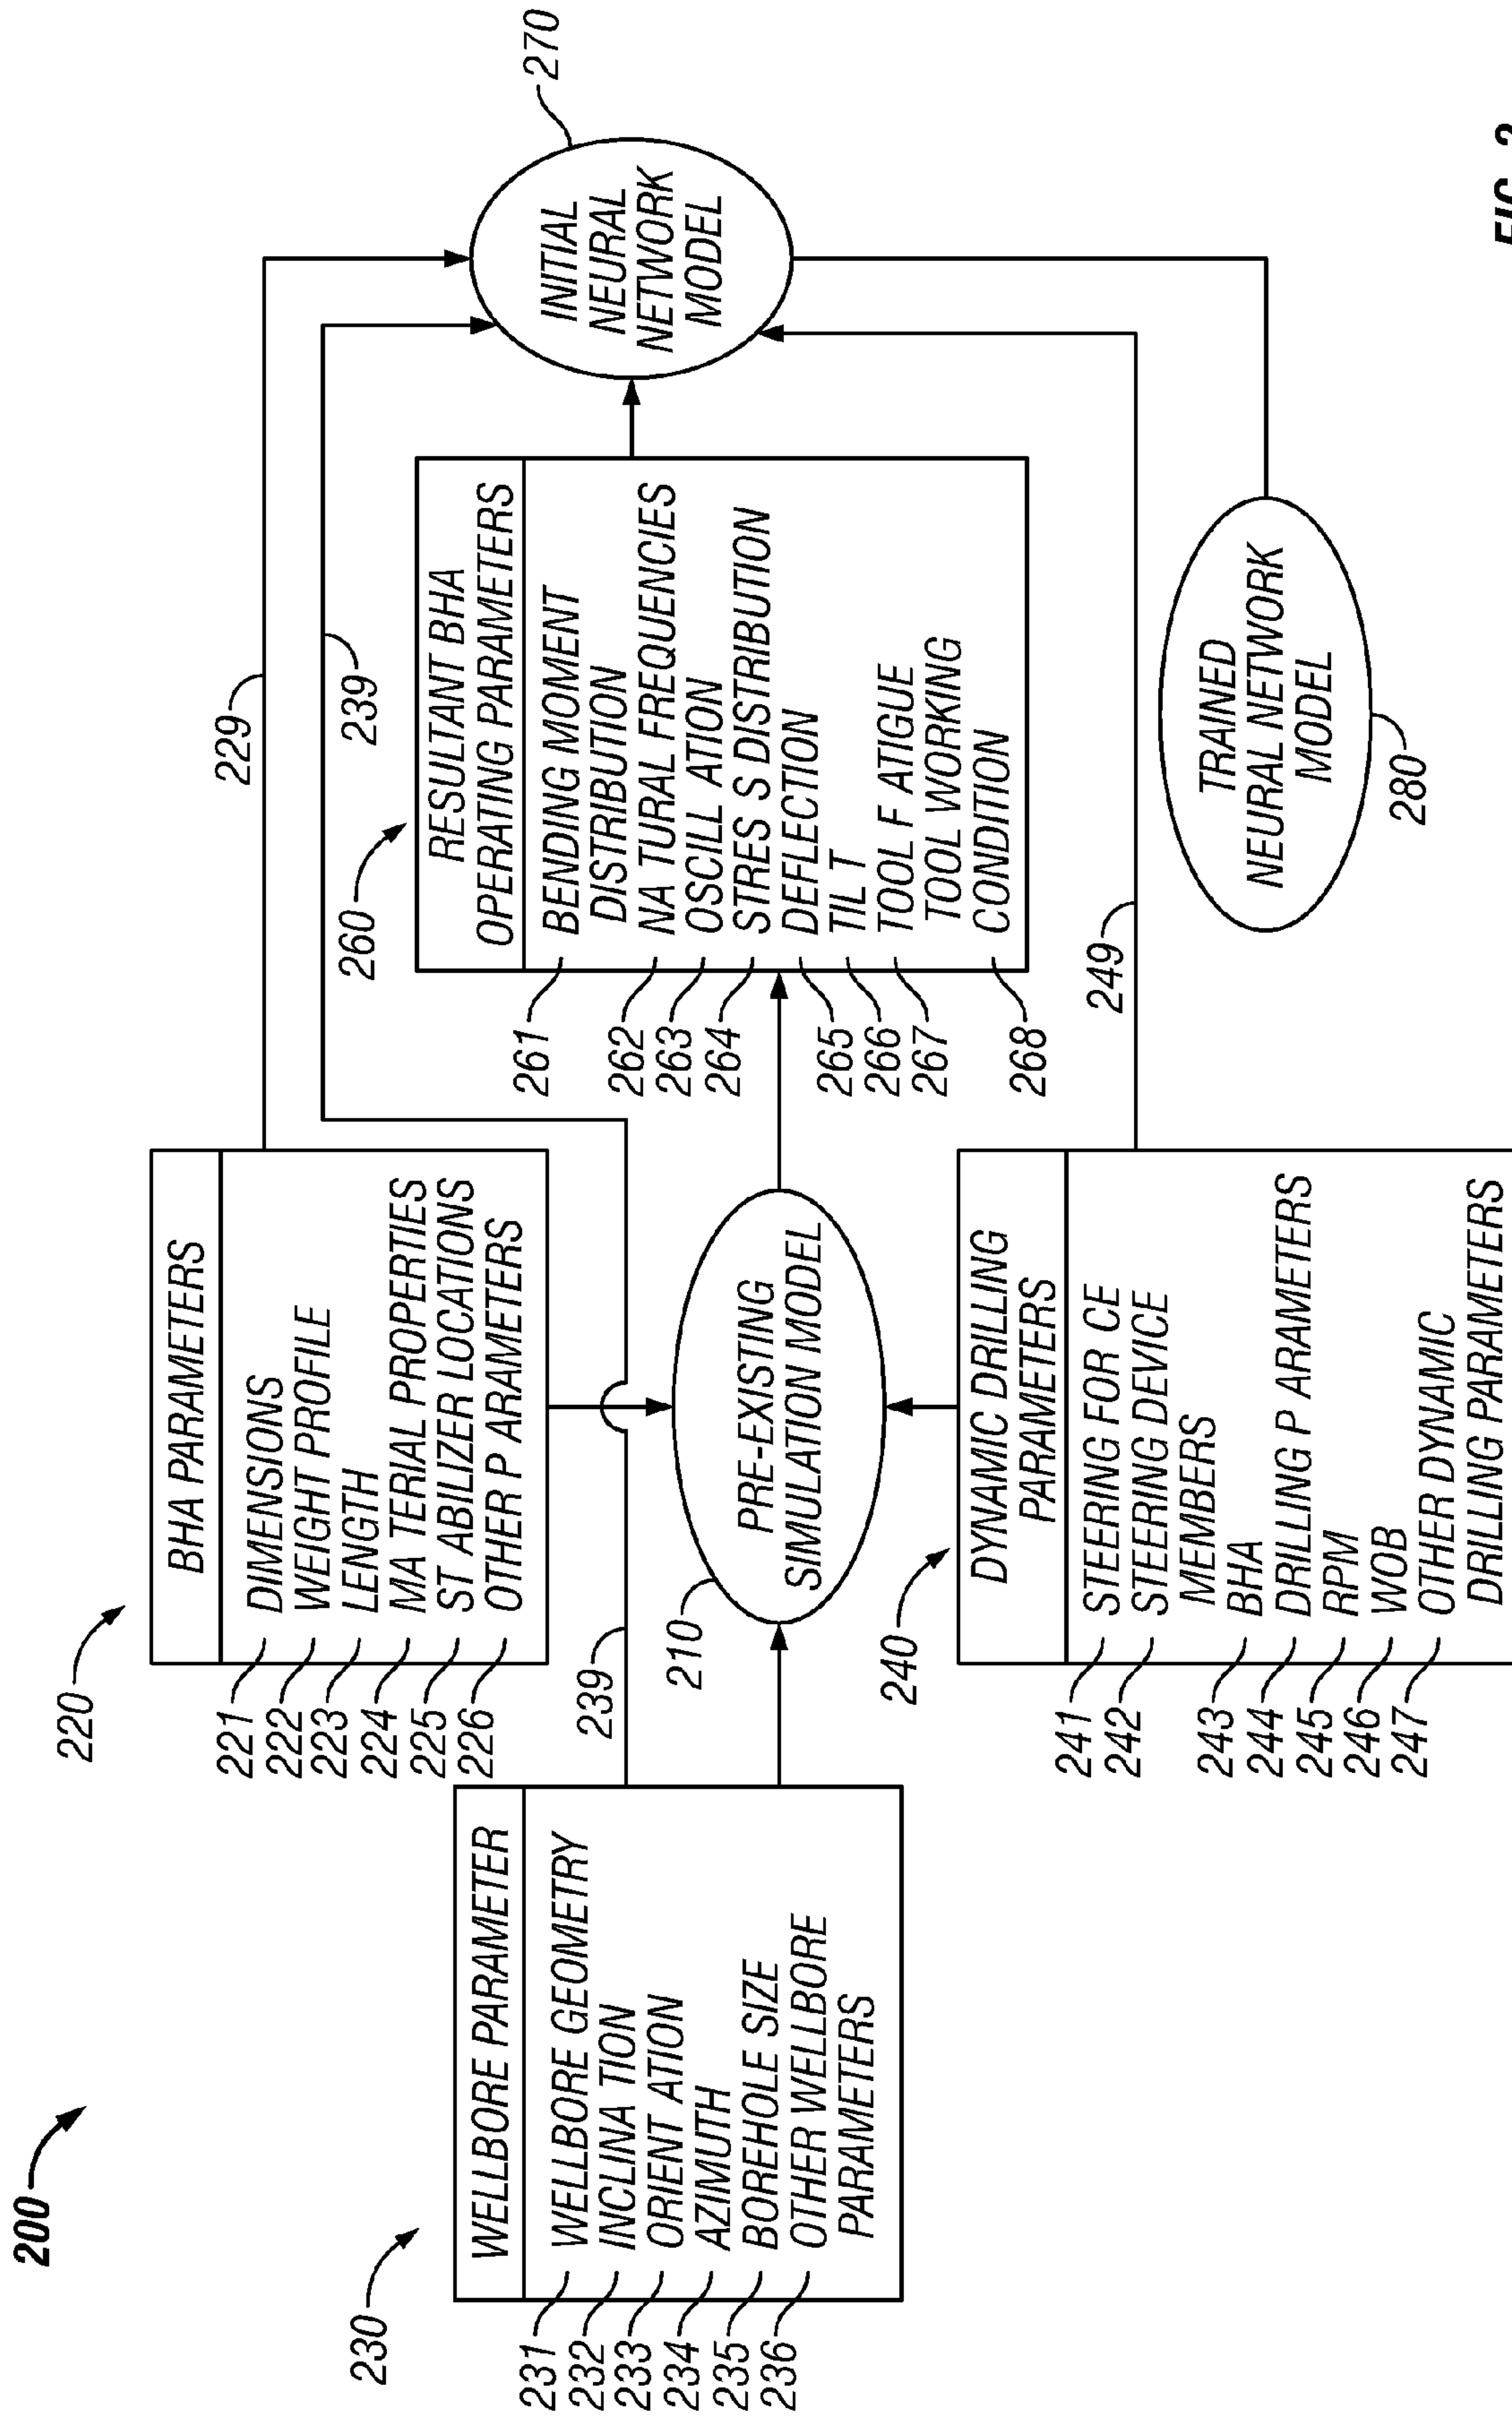 200
220
BHA PARAMETERS
221 DIMENSIONS
222 WEIGHT PROFILE
223 LENGTH
224 MA TERIAL PROPERTIES
225 ST ABILIZER LOCATIONS
226 OTHER P ARAMETERS
229
239
230
WELLBORE PARAMETER
231 WELLBORE GEOMETRY
232 INCLINA TION
233 ORIENT ATION
234 AZIMUTH
235 BOREHOLE SIZE
236 OTHER WELLBORE
PARAMETERS
239
210
PRE-EXISTING
SIMULATION MODEL
240
DYNAMIC DRILLING
PARAMETERS
241 STEERING FOR CE
242 STEERING DEVICE
MEMBERS
243 BHA
244 DRILLING P ARAMETERS
245 RPM
246 WOB
247 OTHER DYNAMIC
DRILLING PARAMETERS
249
260
RESULTANT BHA
OPERATING PARAMETERS
261 BENDING MOMENT
DISTRIBUTION
262 NA TURAL FREQUENCIES
263 OSCILL ATION
264 STRES S DISTRIBUTION
265 DEFLECTION
266 TIL T
267 TOOL F ATIGUE
TOOL WORKING
268 CONDITION
270
INITIAL
NEURAL
NETWORK
MODEL
TRAINED
NEURAL NETWORK
MODEL
280